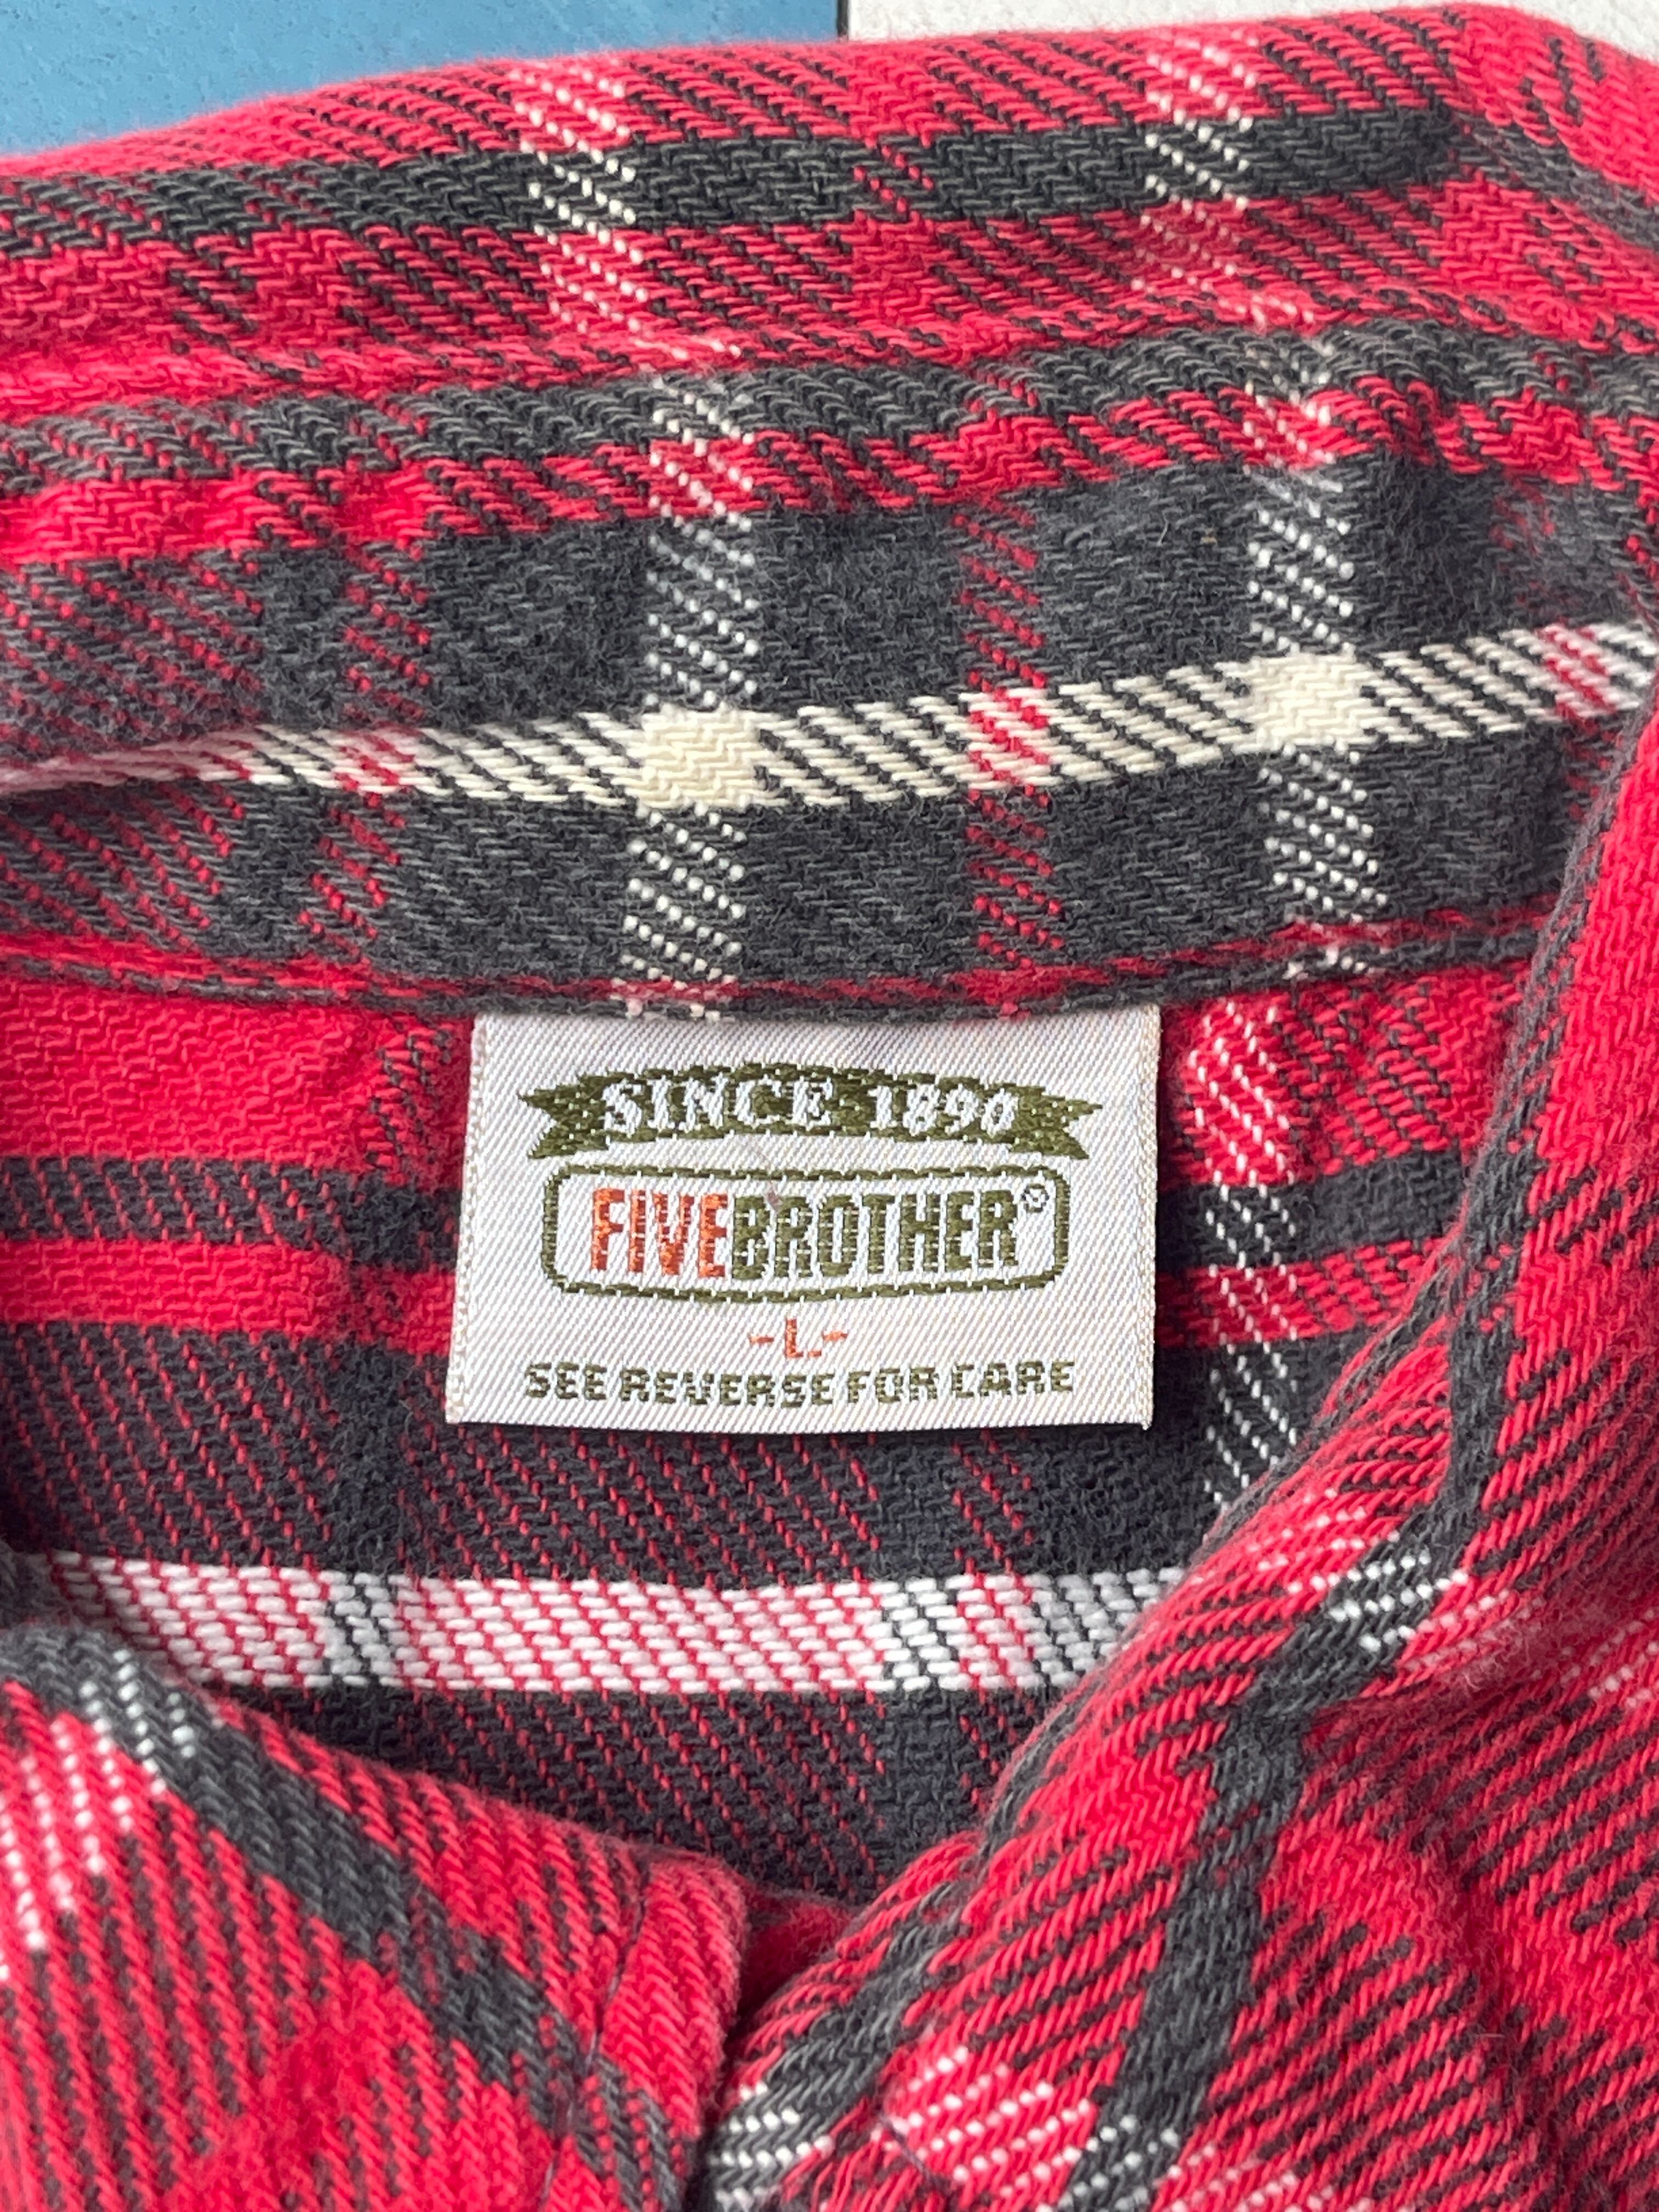 SINCE 1890
FIVEBROTHER®
-L-
SEE REVERSE FOR CARE